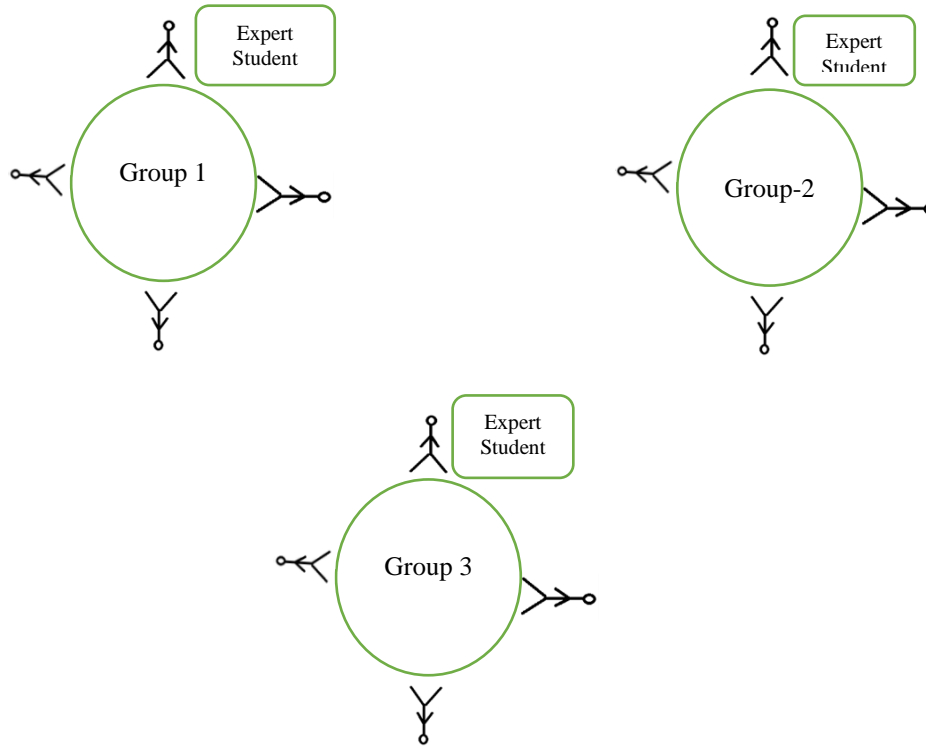 Expert
Student
Group 1
Expert
Student
Group-2
Expert
Student
Group 3